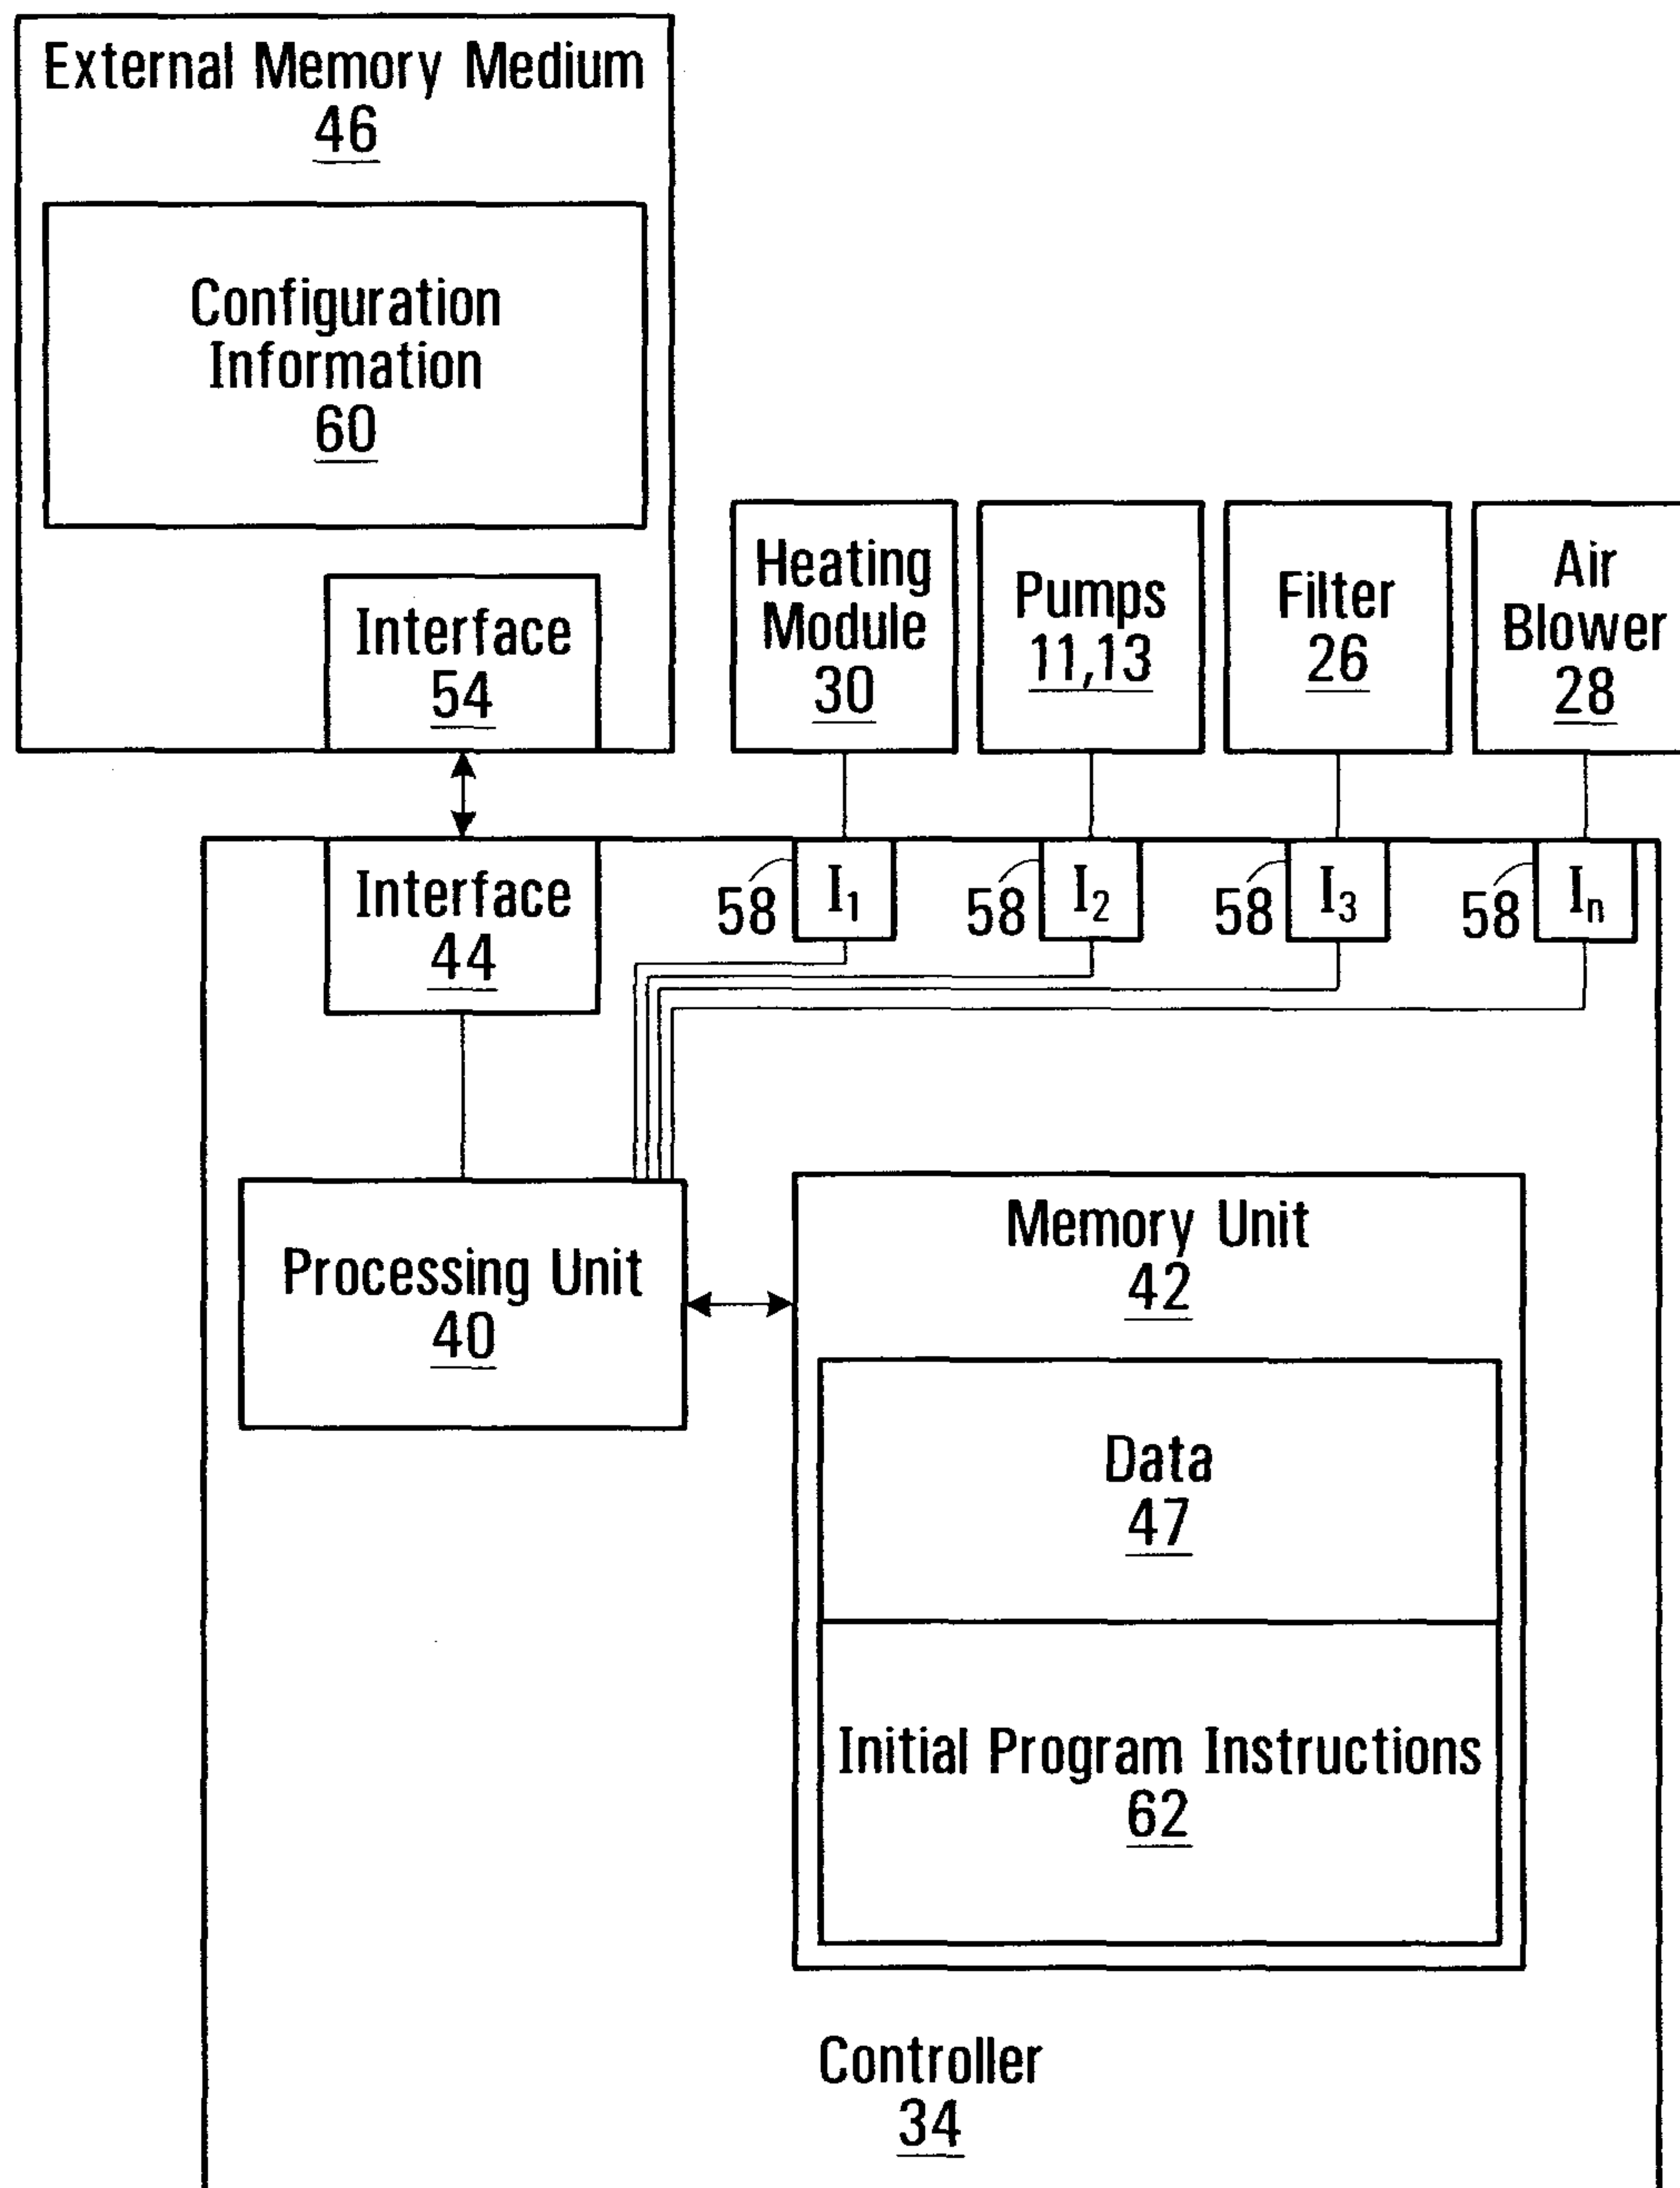 External Memory Medium
46
Configuration
Information
60
Interface
54
Heating
Module
30
Pumps
11,13
Filter
26
Air
Blower
28
Interface
44
58
I₁
58
I₂
58
I₃
58
Iₙ
Processing Unit
40
Memory Unit
42
Data
47
Initial Program Instructions
62
Controller
34